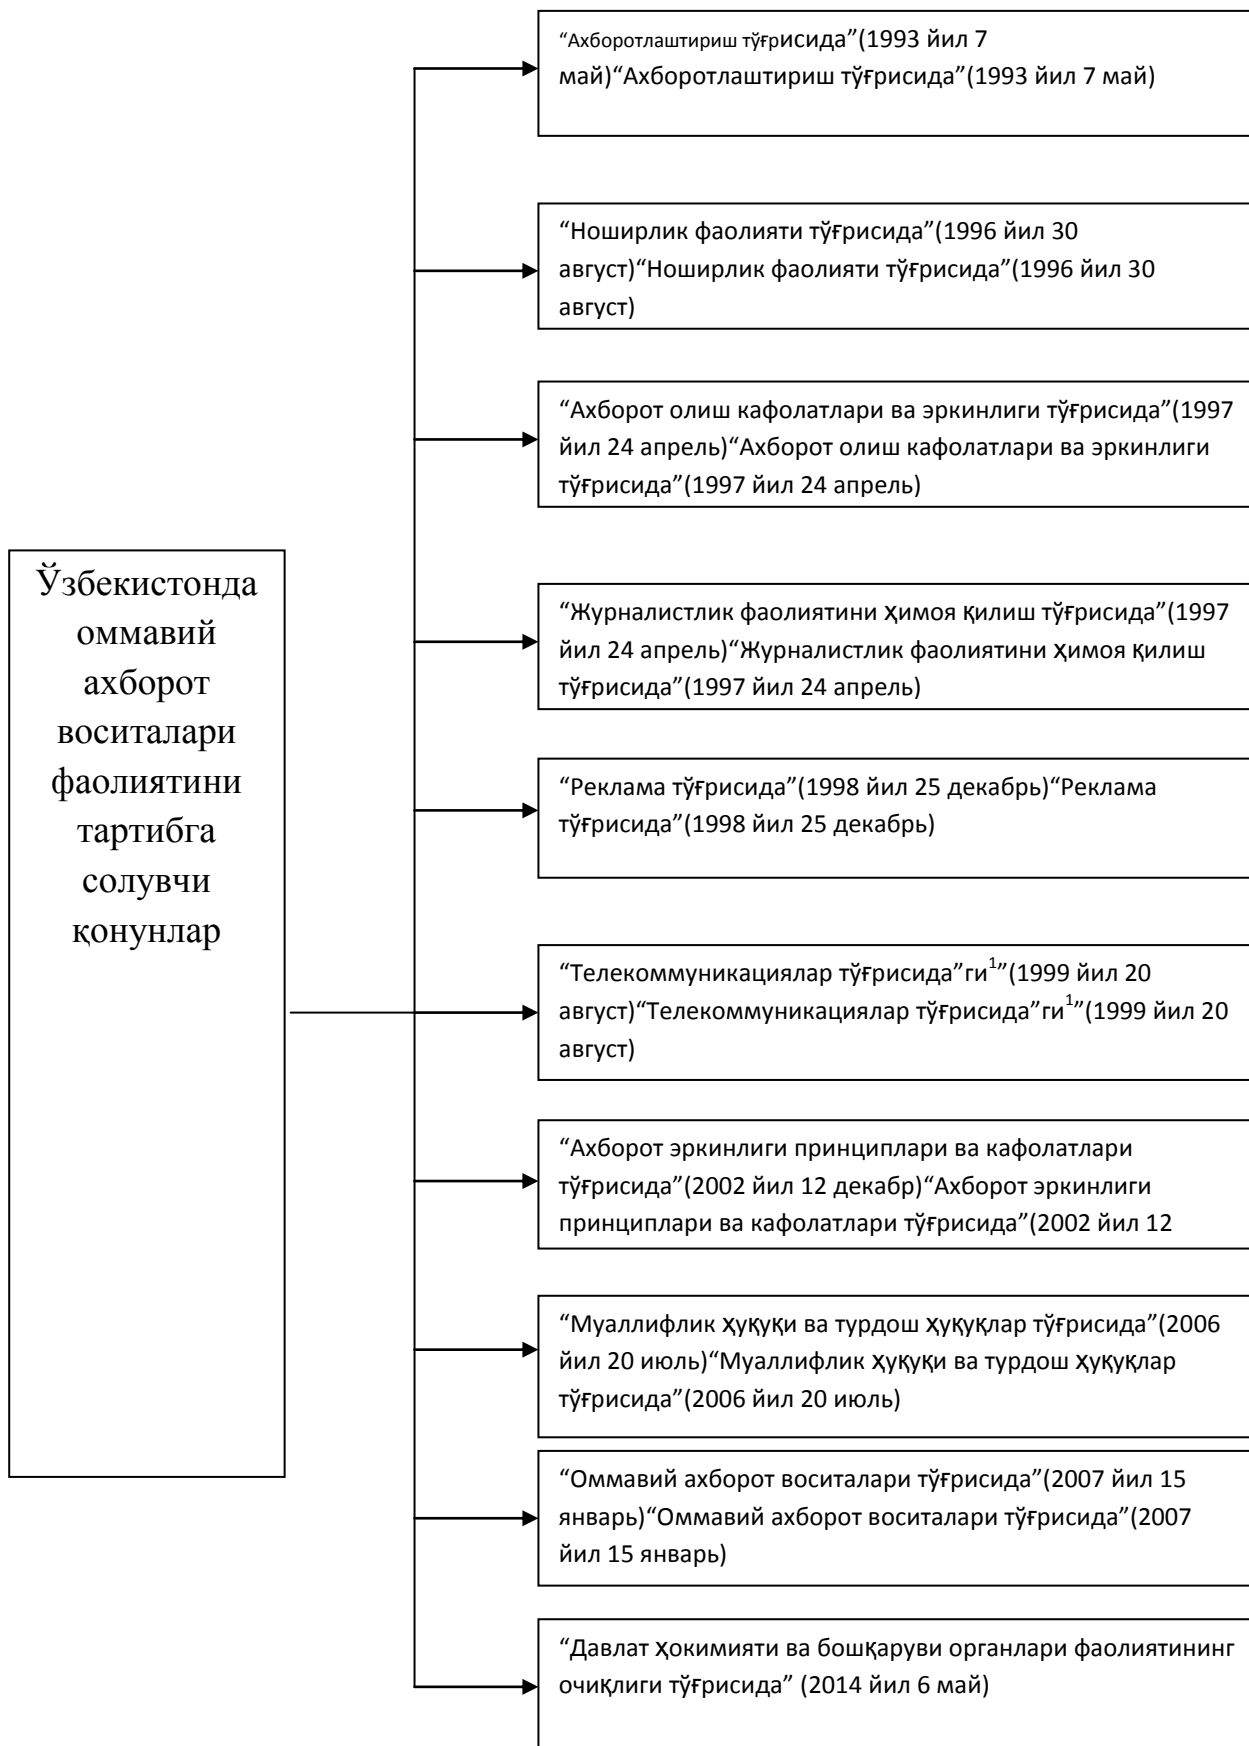 “Ахборотлаштириш тўғрисида”(1993 йил 7
май)“Ахборотлаштириш тўғрисида”(1993 йил 7 май)
“Ноширлик фаолияти тўғрисида”(1996 йил 30
август)“Ноширлик фаолияти тўғрисида”(1996 йил 30
август)
“Ахборот олиш кафолатлари ва эркинлиги тўғрисида”(1997
йил 24 апрель)“Ахборот олиш кафолатлари ва эркинлиги
тўғрисида”(1997 йил 24 апрель)
Ўзбекистонда
оммавий
ахборот
воситалари
фаолиятини
тартибга
солувчи
қонунлар
“Журналистлик фаолиятини ҳимоя қилиш тўғрисида”(1997
йил 24 апрель)“Журналистлик фаолиятини ҳимоя қилиш
тўғрисида”(1997 йил 24 апрель)
“Реклама тўғрисида”(1998 йил 25 декабрь)“Реклама
тўғрисида”(1998 йил 25 декабрь)
“Телекоммуникациялар тўғрисида”ги¹”(1999 йил 20
август)“Телекоммуникациялар тўғрисида”ги¹”(1999 йил 20
август)
“Ахборот эркинлиги принциплари ва кафолатлари
тўғрисида”(2002 йил 12 декабр)“Ахборот эркинлиги
принциплари ва кафолатлари тўғрисида”(2002 йил 12
“Муаллифлик ҳуқуқи ва турдош ҳуқуқлар тўғрисида”(2006
йил 20 июль)“Муаллифлик ҳуқуқи ва турдош ҳуқуқлар
тўғрисида”(2006 йил 20 июль)
“Оммавий ахборот воситалари тўғрисида”(2007 йил 15
январь)“Оммавий ахборот воситалари тўғрисида”(2007
йил 15 январь)
“Давлат ҳокимияти ва бошқаруви органлари фаолиятининг
очиқлиги тўғрисида” (2014 йил 6 май)